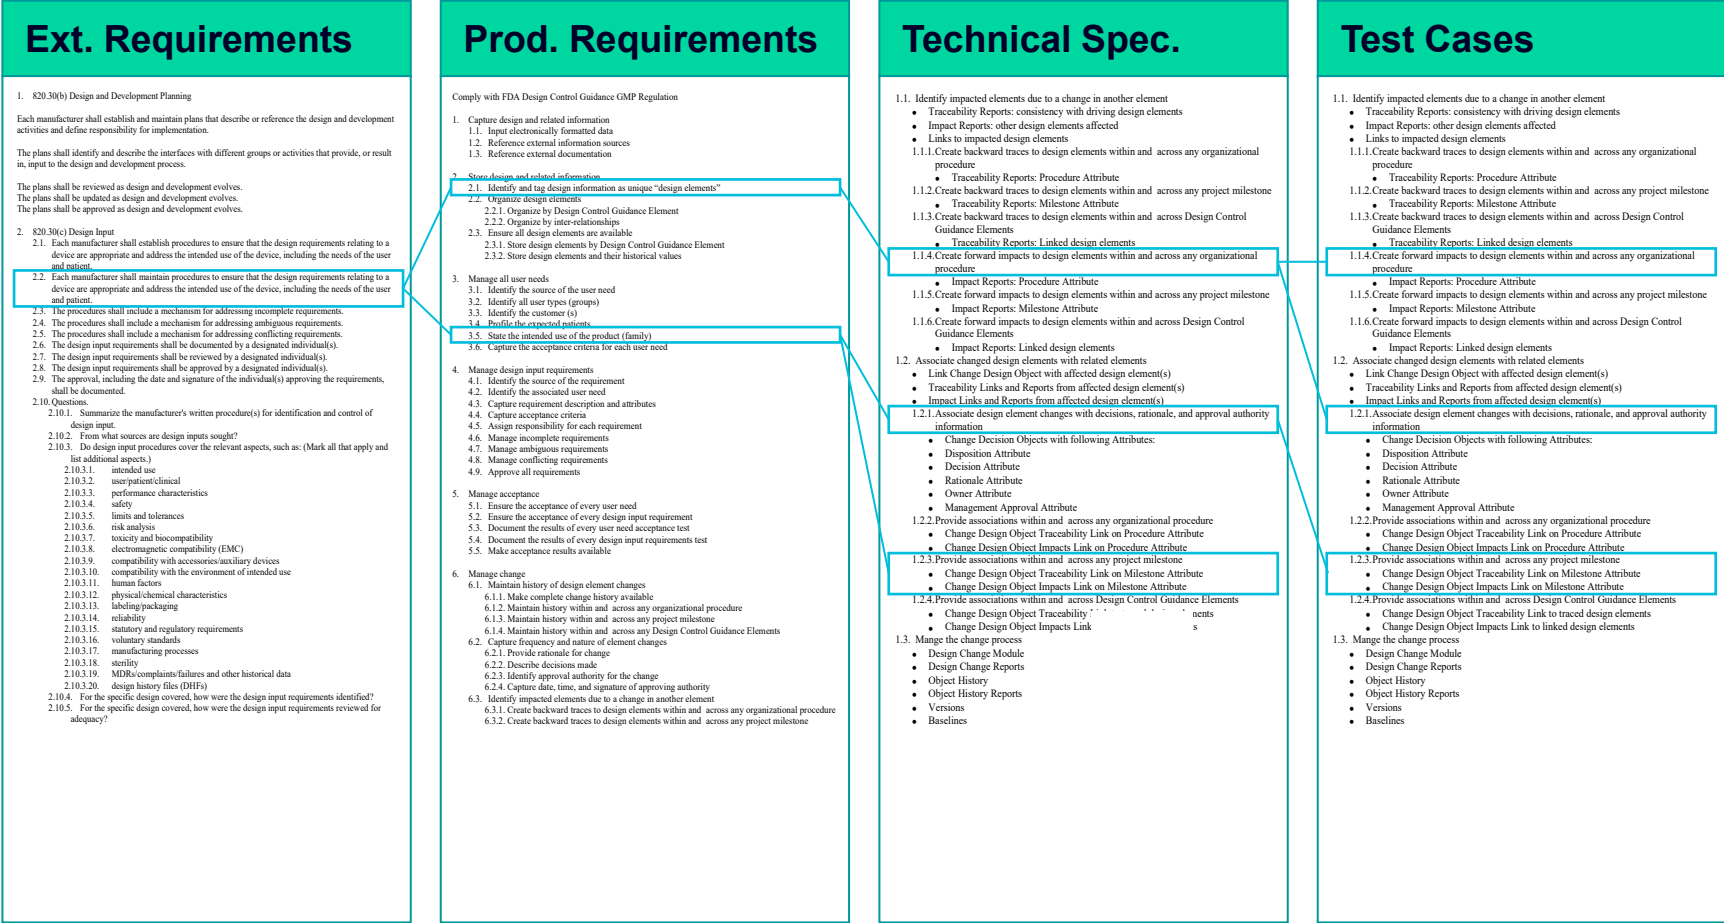 Ext. Requirements
1. 820.30(b) Design and Development Planning
Each manufacturer shall establish and maintain plans that describe or reference the design and development
activities and define responsibility for implementation.
The plans shall identify and describe the interfaces with different groups or activities that provide, or result
in, input to the design and development process.
The plans shall be reviewed as design and development evolves.
The plans shall be updated as design and development evolves.
The plans shall be approved as design and development evolves.
2. 820.30(c) Design Input
2.1. Each manufacturer shall establish procedures to ensure that the design requirements relating to a
device are appropriate and address the intended use of the device, including the needs of the user
and patient.
2.2. Each manufacturer shall maintain procedures to ensure that the design requirements relating to a
device are appropriate and address the intended use of the device, including the needs of the user
and patient.
2.3. The procedures shall include a mechanism for addressing incomplete requirements.
2.4. The procedures shall include a mechanism for addressing ambiguous requirements.
2.5. The procedures shall include a mechanism for addressing conflicting requirements.
2.6. The design input requirements shall be documented by a designated individual(s).
2.7. The design input requirements shall be reviewed by a designated individual(s).
2.8. The design input requirements shall be approved by a designated individual(s).
2.9. The approval, including the date and signature of the individual(s) approving the requirements,
shall be documented.
2.10. Questions.
2.10.1. Summarize the manufacturer's written procedure(s) for identification and control of
design input.
2.10.2. From what sources are design inputs sought?
2.10.3. Do design input procedures cover the relevant aspects, such as: (Mark all that apply and
list additional aspects.)
2.10.3.1. intended use
2.10.3.2. user/patient/clinical
2.10.3.3. performance characteristics
2.10.3.4. safety
2.10.3.5. limits and tolerances
2.10.3.6. risk analysis
2.10.3.7. toxicity and biocompatibility
2.10.3.8. electromagnetic compatibility (EMC)
2.10.3.9. compatibility with accessories/auxiliary devices
2.10.3.10. compatibility with the environment of intended use
2.10.3.11. human factors
2.10.3.12. physical/chemical characteristics
2.10.3.13. labeling/packaging
2.10.3.14. reliability
2.10.3.15. statutory and regulatory requirements
2.10.3.16. voluntary standards
2.10.3.17. manufacturing processes
2.10.3.18. sterility
2.10.3.19. MDRs/complaints/failures and other historical data
2.10.3.20. design history files (DHFs)
2.10.4. For the specific design covered, how were the design input requirements identified?
2.10.5. For the specific design covered, how were the design input requirements reviewed for
adequacy?
Prod. Requirements
Comply with FDA Design Control Guidance GMP Regulation
1. Capture design and related information
1.1. Input electronically formatted data
1.2. Reference external information sources
1.3. Reference external documentation
2. Store design and related information
2.1. Identify and tag design information as unique “design elements”
2.2. Organize design elements
2.2.1. Organize by Design Control Guidance Element
2.2.2. Organize by inter-relationships
2.3. Ensure all design elements are available
2.3.1. Store design elements by Design Control Guidance Element
2.3.2. Store design elements and their historical values
3. Manage all user needs
3.1. Identify the source of the user need
3.2. Identify all user types (groups)
3.3. Identify the customer (s)
3.4. Profile the expected patients
3.5. State the intended use of the product (family)
3.6. Capture the acceptance criteria for each user need
4. Manage design input requirements
4.1. Identify the source of the requirement
4.2. Identify the associated user need
4.3. Capture requirement description and attributes
4.4. Capture acceptance criteria
4.5. Assign responsibility for each requirement
4.6. Manage incomplete requirements
4.7. Manage ambiguous requirements
4.8. Manage conflicting requirements
4.9. Approve all requirements
5. Manage acceptance
5.1. Ensure the acceptance of every user need
5.2. Ensure the acceptance of every design input requirement
5.3. Document the results of every user need acceptance test
5.4. Document the results of every design input requirements test
5.5. Make acceptance results available
6. Manage change
6.1. Maintain history of design element changes
6.1.1. Make complete change history available
6.1.2. Maintain history within and across any organizational procedure
6.1.3. Maintain history within and across any project milestone
6.1.4. Maintain history within and across any Design Control Guidance Elements
6.2. Capture frequency and nature of element changes
6.2.1. Provide rationale for change
6.2.2. Describe decisions made
6.2.3. Identify approval authority for the change
6.2.4. Capture date, time, and signature of approving authority
6.3. Identify impacted elements due to a change in another element
6.3.1. Create backward traces to design elements within and across any organizational procedure
6.3.2. Create backward traces to design elements within and across any project milestone
Technical Spec.
1.1. Identify impacted elements due to a change in another element
• Traceability Reports: consistency with driving design elements
• Impact Reports: other design elements affected
• Links to impacted design elements
1.1.1.Create backward traces to design elements within and across any organizational
procedure
• Traceability Reports: Procedure Attribute
1.1.2.Create backward traces to design elements within and across any project milestone
• Traceability Reports: Milestone Attribute
1.1.3.Create backward traces to design elements within and across Design Control
Guidance Elements
• Traceability Reports: Linked design elements
1.1.4.Create forward impacts to design elements within and across any organizational
procedure
• Impact Reports: Procedure Attribute
1.1.5.Create forward impacts to design elements within and across any project milestone
• Impact Reports: Milestone Attribute
1.1.6.Create forward impacts to design elements within and across Design Control
Guidance Elements
• Impact Reports: Linked design elements
1.2. Associate changed design elements with related elements
• Link Change Design Object with affected design element(s)
• Traceability Links and Reports from affected design element(s)
• Impact Links and Reports from affected design element(s)
1.2.1.Associate design element changes with decisions, rationale, and approval authority
information
• Change Decision Objects with following Attributes:
• Disposition Attribute
• Decision Attribute
• Rationale Attribute
• Owner Attribute
• Management Approval Attribute
1.2.2.Provide associations within and across any organizational procedure
• Change Design Object Traceability Link on Procedure Attribute
• Change Design Object Impacts Link on Procedure Attribute
1.2.3.Provide associations within and across any project milestone
• Change Design Object Traceability Link on Milestone Attribute
• Change Design Object Impacts Link on Milestone Attribute
1.2.4.Provide associations within and across Design Control Guidance Elements
• Change Design Object Traceability
• Change Design Object Impacts Link
1.3. Mange the change process
• Design Change Module
• Design Change Reports
• Object History
• Object History Reports
• Versions
• Baselines
Test Cases
1.1. Identify impacted elements due to a change in another element
• Traceability Reports: consistency with driving design elements
• Impact Reports: other design elements affected
• Links to impacted design elements
1.1.1.Create backward traces to design elements within and across any organizational
procedure
• Traceability Reports: Procedure Attribute
1.1.2.Create backward traces to design elements within and across any project milestone
• Traceability Reports: Milestone Attribute
1.1.3.Create backward traces to design elements within and across Design Control
Guidance Elements
• Traceability Reports: Linked design elements
1.1.4.Create forward impacts to design elements within and across any organizational
procedure
• Impact Reports: Procedure Attribute
1.1.5.Create forward impacts to design elements within and across any project milestone
• Impact Reports: Milestone Attribute
1.1.6.Create forward impacts to design elements within and across Design Control
Guidance Elements
• Impact Reports: Linked design elements
1.2. Associate changed design elements with related elements
• Link Change Design Object with affected design element(s)
• Traceability Links and Reports from affected design element(s)
• Impact Links and Reports from affected design element(s)
1.2.1.Associate design element changes with decisions, rationale, and approval authority
information
• Change Decision Objects with following Attributes:
• Disposition Attribute
• Decision Attribute
• Rationale Attribute
• Owner Attribute
• Management Approval Attribute
1.2.2.Provide associations within and across any organizational procedure
• Change Design Object Traceability Link on Procedure Attribute
• Change Design Object Impacts Link on Procedure Attribute
1.2.3.Provide associations within and across any project milestone
• Change Design Object Traceability Link on Milestone Attribute
• Change Design Object Impacts Link on Milestone Attribute
1.2.4.Provide associations within and across Design Control Guidance Elements
• Change Design Object Traceability Link to traced design elements
• Change Design Object Impacts Link to linked design elements
1.3. Mange the change process
• Design Change Module
• Design Change Reports
• Object History
• Object History Reports
• Versions
• Baselines